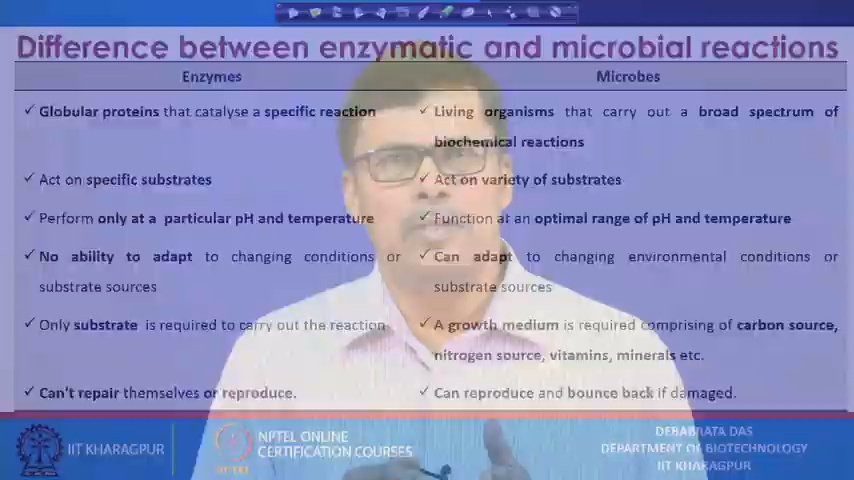 Difference between enzymatic and microbial reactions
Enzymes
Microbes
✓ Globular proteins that catalyse a specific reaction
✓ Living organisms that carry out a broad spectrum of
biochemical reactions
✓ Act on specific substrates
✓ Act on variety of substrates
✓ Perform only at a particular pH and temperature
✓ Function at an optimal range of pH and temperature
✓ No ability to adapt to changing conditions or
substrate sources
✓ Can adapt to changing environmental conditions or
substrate sources
✓ Only substrate is required to carry out the reaction
✓ A growth medium is required comprising of carbon source,
nitrogen source, vitamins, minerals etc.
✓ Can't repair themselves or reproduce.
✓ Can reproduce and bounce back if damaged.
IIT KHARAGPUR
NPTEL
NPTEL ONLINE
CERTIFICATION COURSES
DEBABRATA DAS
DEPARTMENT OF BIOTECHNOLOGY
IIT KHARAGPUR